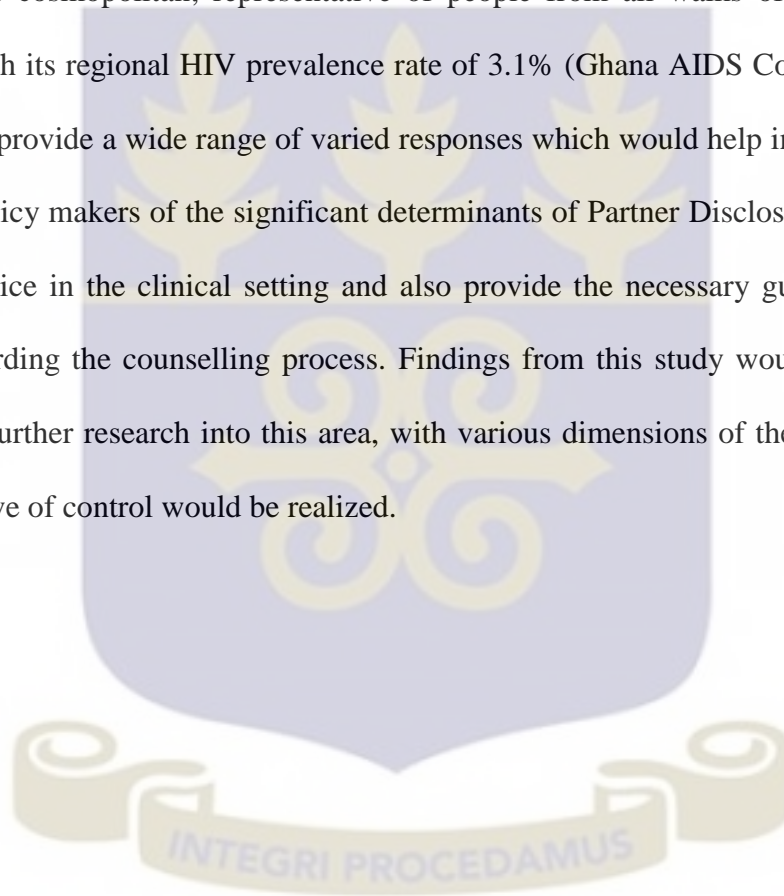 cosmopolitan, representative of people from all walks
h its regional HIV prevalence rate of 3.1% (Ghana AIDS Co
provide a wide range of varied responses which would help i
icy makers of the significant determinants of Partner Disclos
ice in the clinical setting and also provide the necessary gu
rding the counselling process. Findings from this study wou
urther research into this area, with various dimensions of the
ve of control would be realized.
INTEGRI PROCEDAMUS